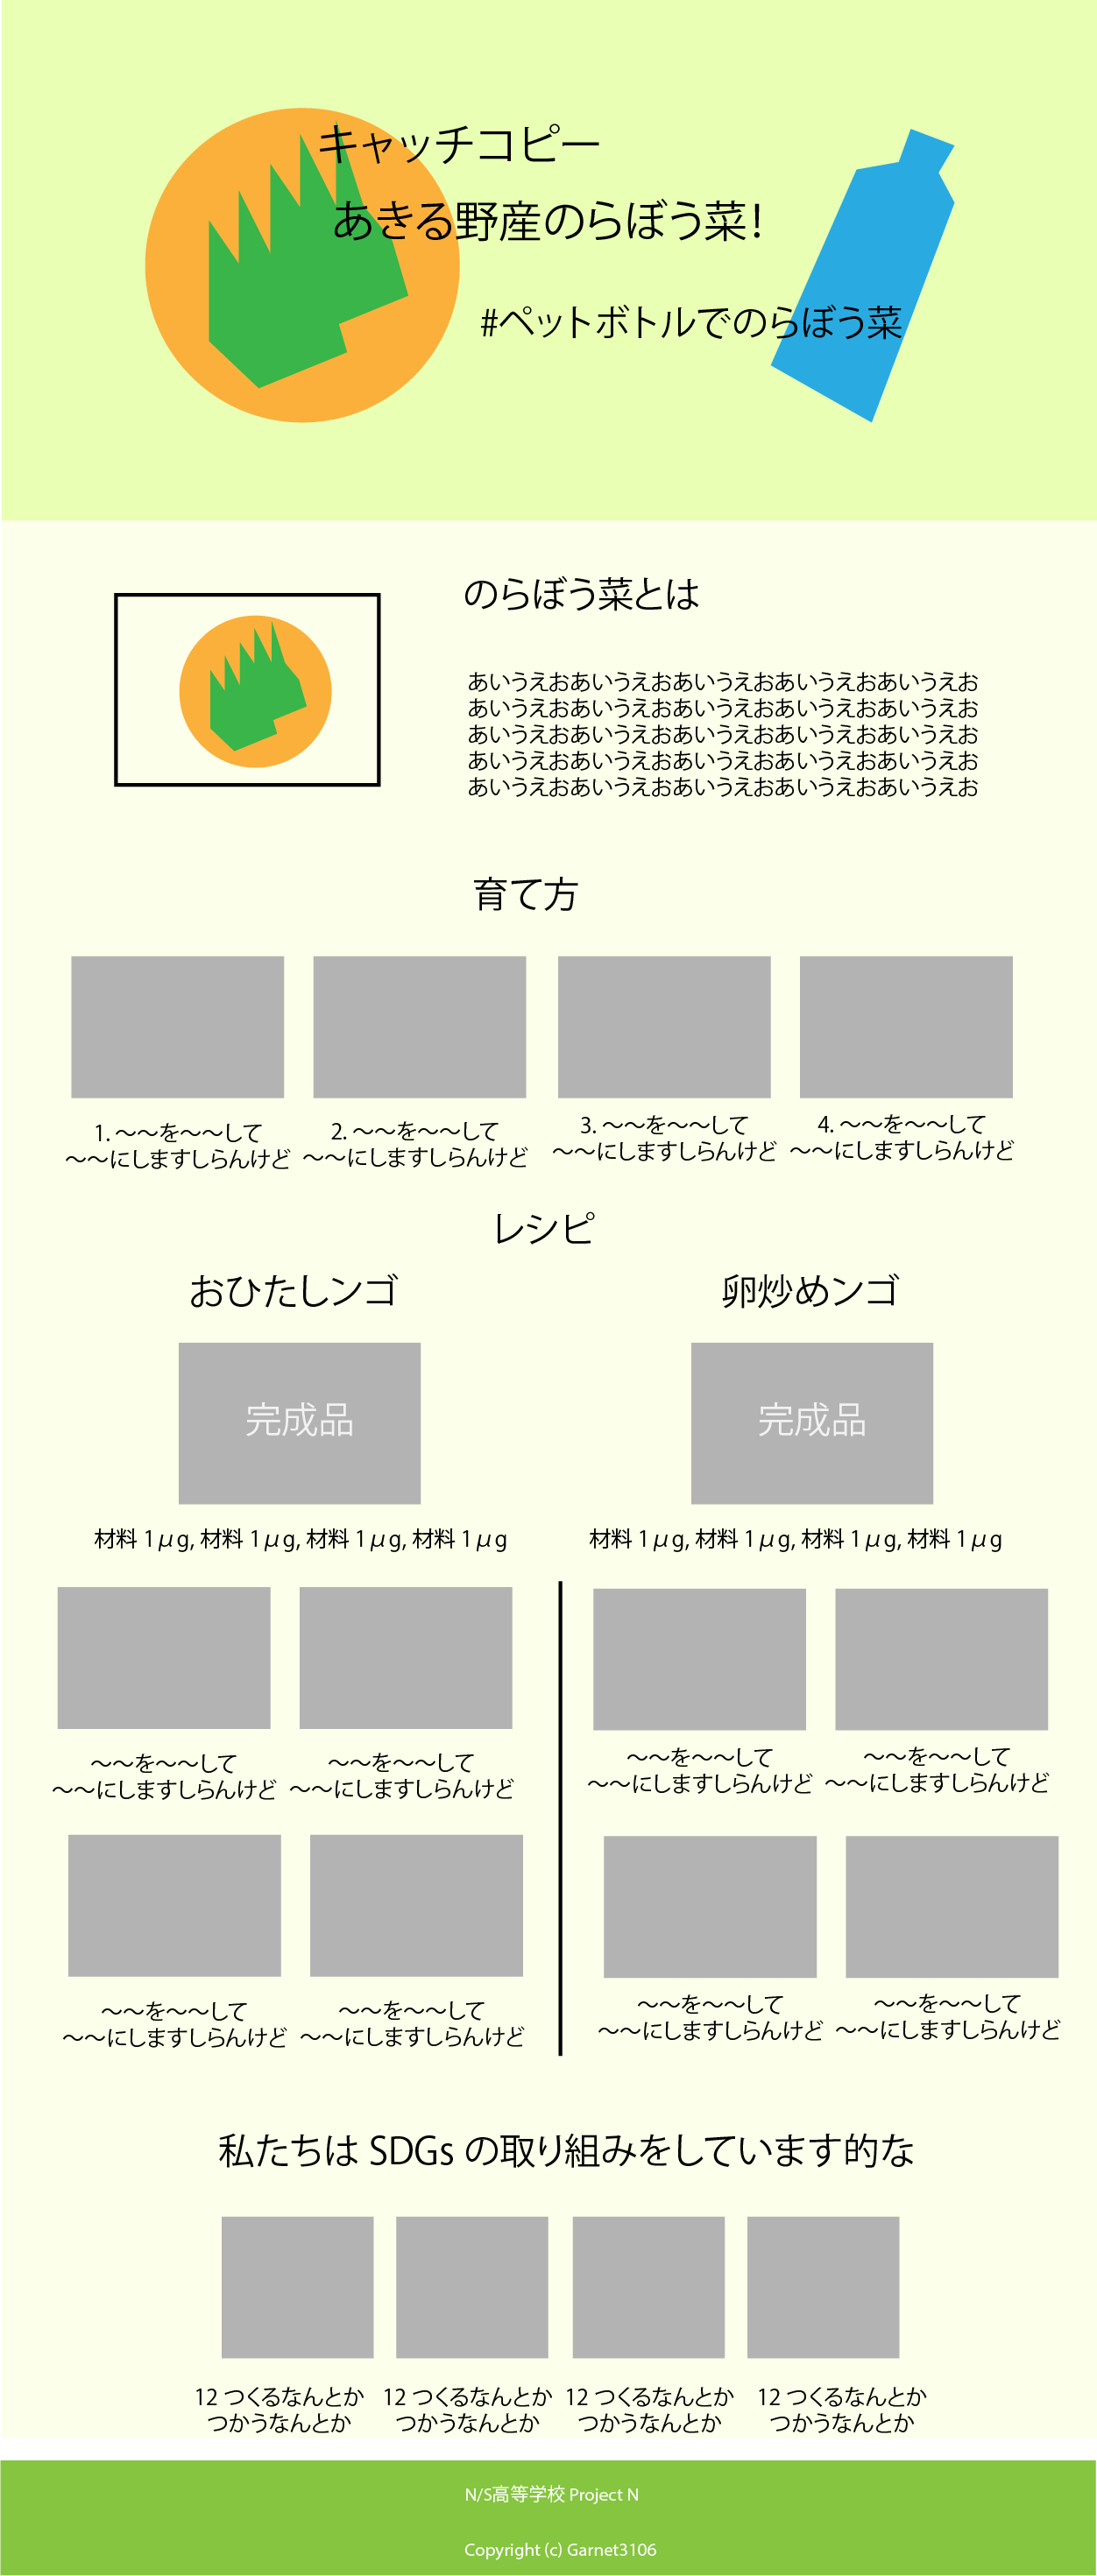 キャッチコピー
あきる野産のらぼう菜！
#ペットボトルでのらぼう菜
のらぼう菜とは
あいうえおあいうえおあいうえおあいうえおあいうえお
あいうえおあいうえおあいうえおあいうえおあいうえお
あいうえおあいうえおあいうえおあいうえおあいうえお
あいうえおあいうえおあいうえおあいうえおあいうえお
あいうえおあいうえおあいうえおあいうえおあいうえお
育て方
1. ～～を～～して
～～にしますしらんけど
2. ～～を～～して
～～にしますしらんけど
3. ～～を～～して
～～にしますしらんけど
4. ～～を～～して
～～にしますしらんけど
レシピ
おひたしンゴ
完成品
材料 1μg, 材料 1μg, 材料 1μg, 材料 1μg
～～を～～して
～～にしますしらんけど
～～を～～して
～～にしますしらんけど
～～を～～して
～～にしますしらんけど
～～を～～して
～～にしますしらんけど
卵炒めンゴ
完成品
材料 1μg, 材料 1μg, 材料 1μg, 材料 1μg
～～を～～して
～～にしますしらんけど
～～を～～して
～～にしますしらんけど
～～を～～して
～～にしますしらんけど
～～を～～して
～～にしますしらんけど
私たちは SDGs の取り組みをしています的な
12 つくるなんとか
つかうなんとか
12 つくるなんとか
つかうなんとか
12 つくるなんとか
つかうなんとか
12 つくるなんとか
つかうなんとか
N/S高等学校 Project N
Copyright (c) Garnet3106